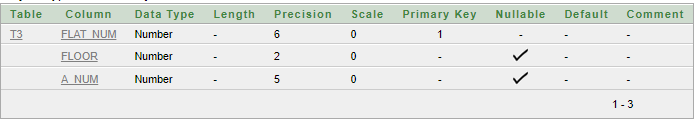 Table Column Data Type Length Precision Scale Primary Key Nullable Default Comment
T3 FLAT_NUM Number - 6 0 1 - - -
FLOOR Number - 2 0 - ✓ - -
A_NUM Number - 5 0 - ✓ - -
1 - 3